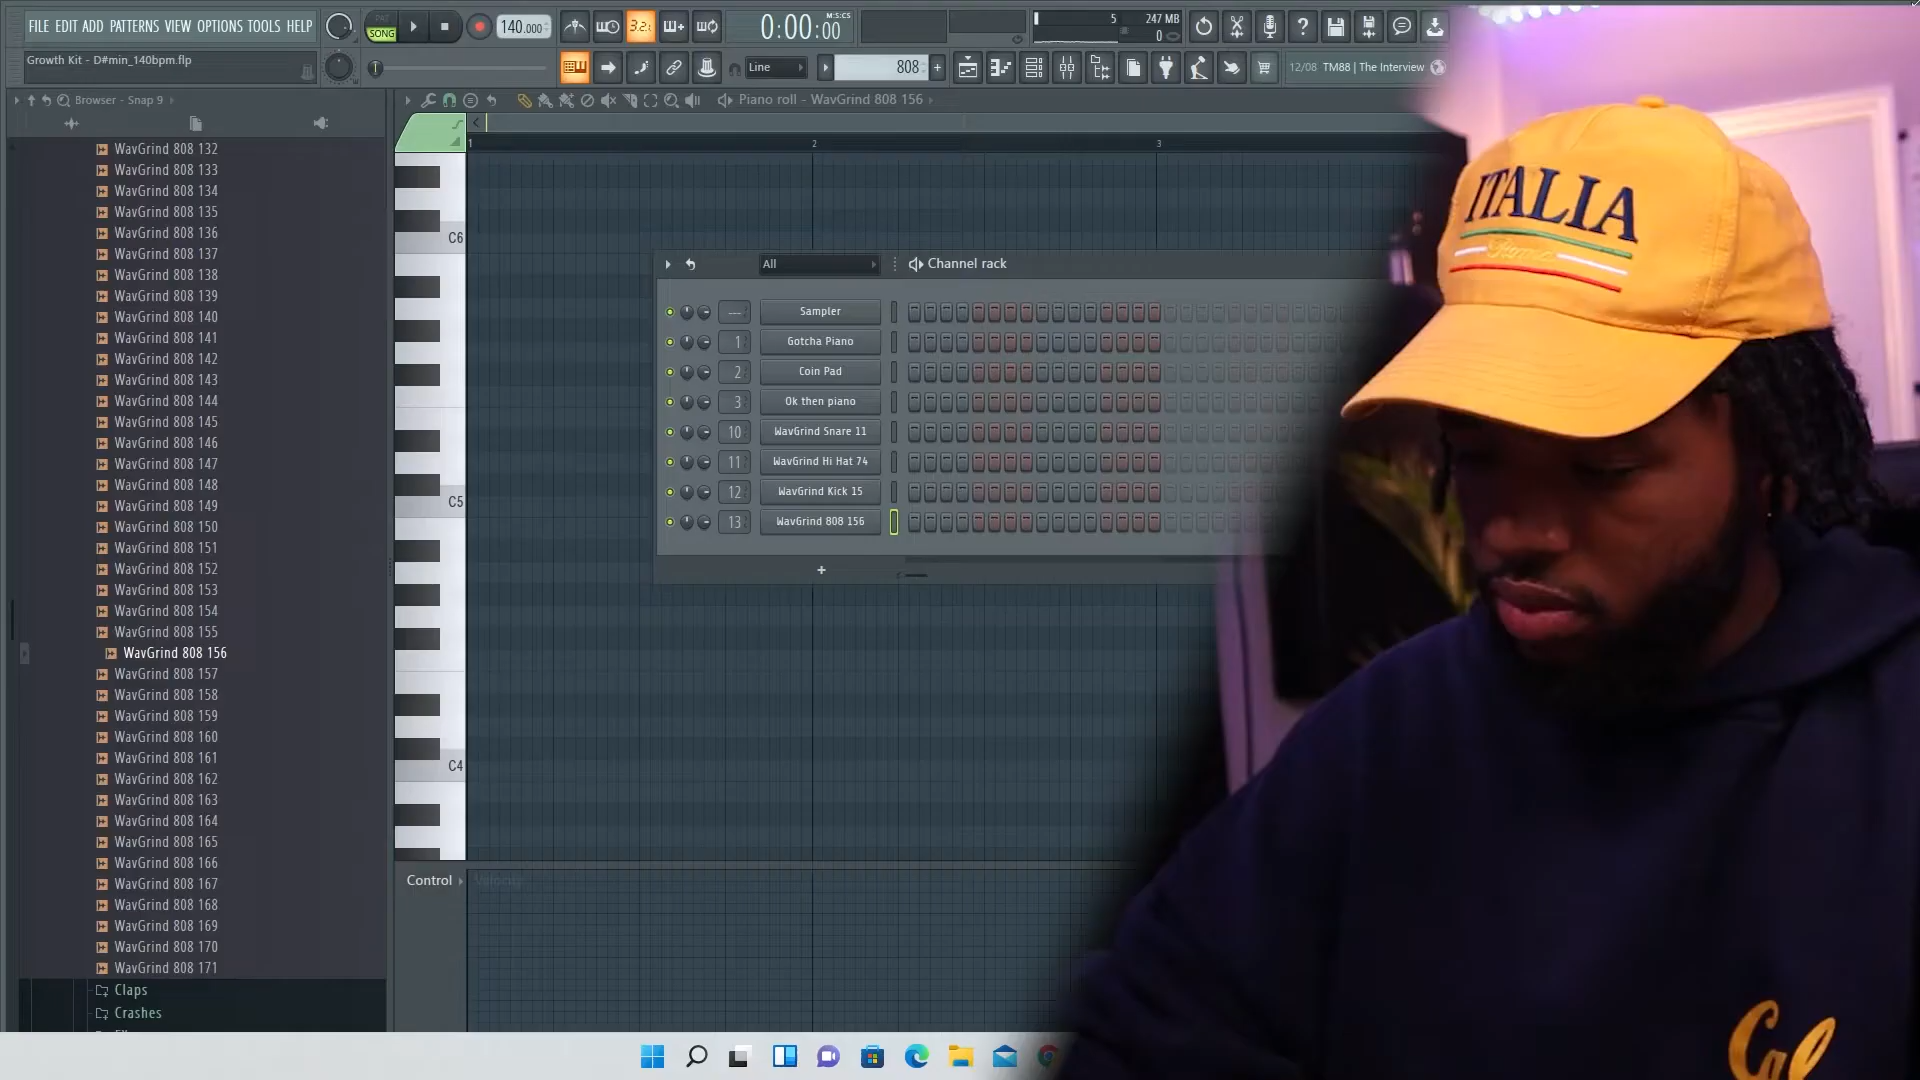 FILE EDIT ADD PATTERNS VIEW OPTIONS TOOLS HELP
PAT
SONG
140.000
3.2.
M:S:CS
0:00:00
5
247 MB
0
Growth Kit - D#min_140bpm.flp
Line
808
12/08 TM88 | The Interview
Browser - Snap 9
Piano roll - WavGrind 808 156
1
2
3
WavGrind 808 132
WavGrind 808 133
WavGrind 808 134
WavGrind 808 135
WavGrind 808 136
WavGrind 808 137
WavGrind 808 138
WavGrind 808 139
WavGrind 808 140
WavGrind 808 141
WavGrind 808 142
WavGrind 808 143
WavGrind 808 144
WavGrind 808 145
WavGrind 808 146
WavGrind 808 147
WavGrind 808 148
WavGrind 808 149
WavGrind 808 150
WavGrind 808 151
WavGrind 808 152
WavGrind 808 153
WavGrind 808 154
WavGrind 808 155
WavGrind 808 156
WavGrind 808 157
WavGrind 808 158
WavGrind 808 159
WavGrind 808 160
WavGrind 808 161
WavGrind 808 162
WavGrind 808 163
WavGrind 808 164
WavGrind 808 165
WavGrind 808 166
WavGrind 808 167
WavGrind 808 168
WavGrind 808 169
WavGrind 808 170
WavGrind 808 171
Claps
Crashes
C6
C5
C4
Control
Velocity
All
Channel rack
--- Sampler
1 Gotcha Piano
2 Coin Pad
3 Ok then piano
10 WavGrind Snare 11
11 WavGrind Hi Hat 74
12 WavGrind Kick 15
13 WavGrind 808 156
+
ITALIA
Roma